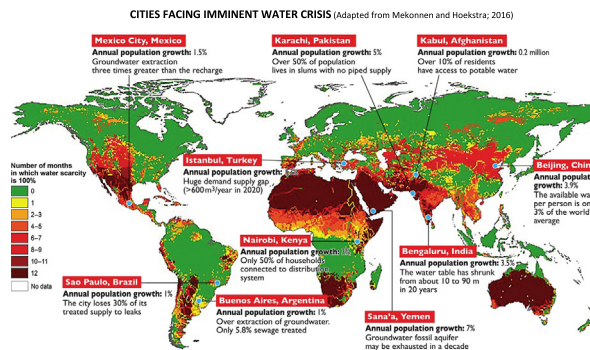 CITIES FACING IMMINENT WATER CRISIS (Adapted from Mekonnen and Hoekstra; 2016)
Mexico City, Mexico
Annual population growth: 1.5%
Groundwater extraction
three times greater than the recharge
Karachi, Pakistan
Annual population growth: 5%
Over 50% of population
lives in slums with no piped supply
Kabul, Afghanistan
Annual population growth: 0.2 million
Over 10% of residents
have access to potable water
Istanbul, Turkey
Annual population growth:
Huge demand supply gap
(>600m³/year in 2020)
Beijing, Chin
Annual populat
growth: 3.9%
The available wa
per person is on
3% of the world
average
Number of months
in which water scarcity
is 100%
0
1
2–3
4–5
6–7
8–9
10–11
12
No data
Nairobi, Kenya
Annual population growth:
Only 50% of households
connected to distribution
system
Bengaluru, India
Annual population growth: 3.5%
The water table has shrunk
from about 10 to 90 m
in 20 years
Sao Paulo, Brazil
Annual population growth: 1%
The city loses 30% of its
treated supply to leaks
Buenos Aires, Argentina
Annual population growth: 1%
Over extraction of groundwater.
Only 5.8% sewage treated
Sana'a, Yemen
Annual population growth: 7%
Groundwater fossil aquifer
may be exhausted in a decade